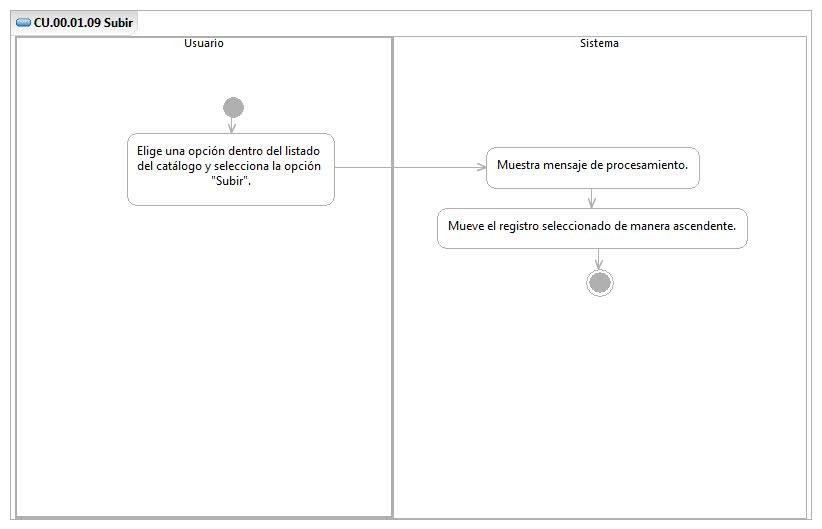 CU.00.01.09 Subir
Usuario
Sistema
Elige una opción dentro del listado
del catálogo y selecciona la opción
"Subir".
Muestra mensaje de procesamiento.
Mueve el registro seleccionado de manera ascendente.